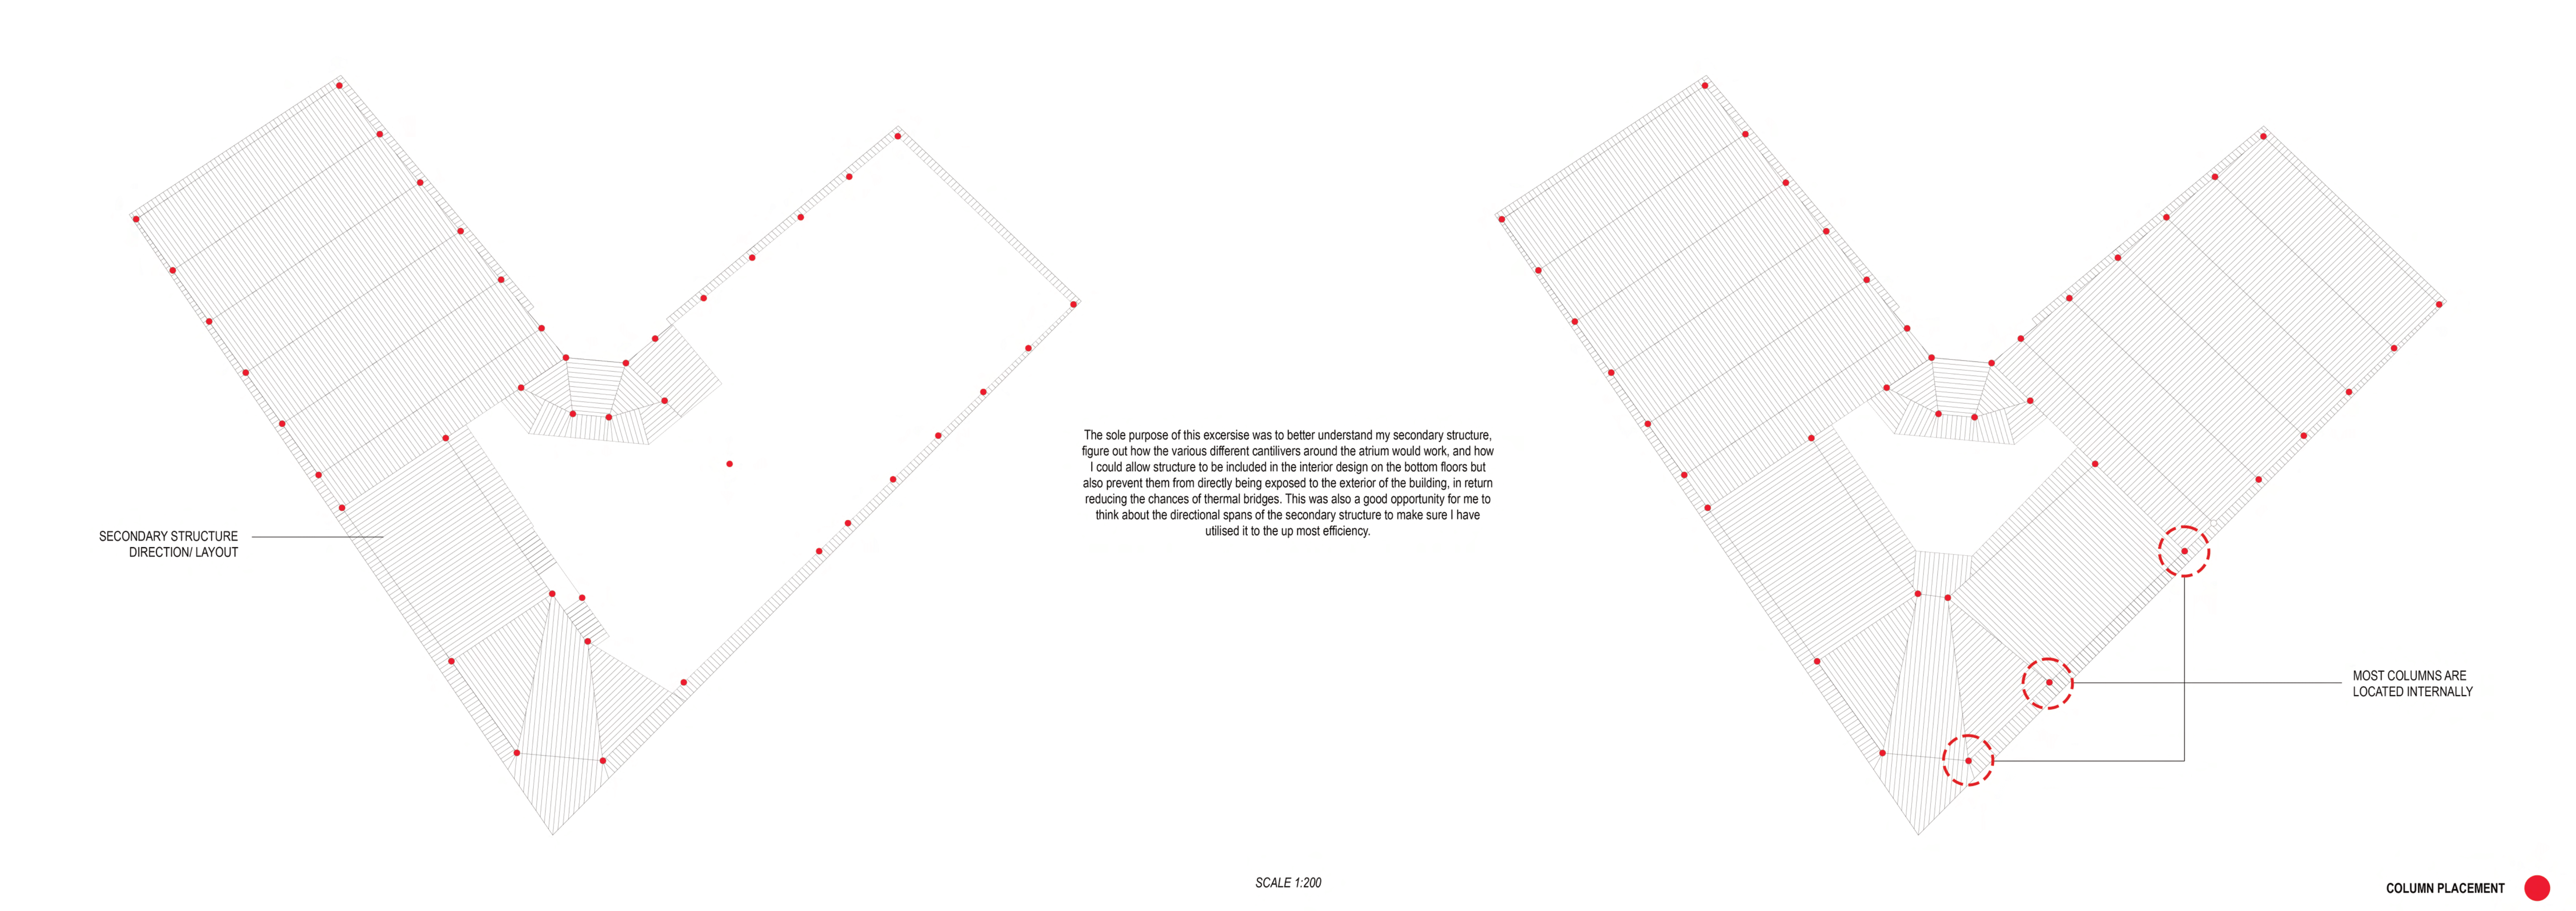 The sole purpose of this excersise was to better understand my secondary structure,
figure out how the various different cantilivers around the atrium would work, and how
I could allow structure to be included in the interior design on the bottom floors but
also prevent them from directly being exposed to the exterior of the building, in return
reducing the chances of thermal bridges. This was also a good opportunity for me to
think about the directional spans of the secondary structure to make sure I have
utilised it to the up most efficiency.
SECONDARY STRUCTURE
DIRECTION/ LAYOUT
MOST COLUMNS ARE
LOCATED INTERNALLY
SCALE 1:200
COLUMN PLACEMENT